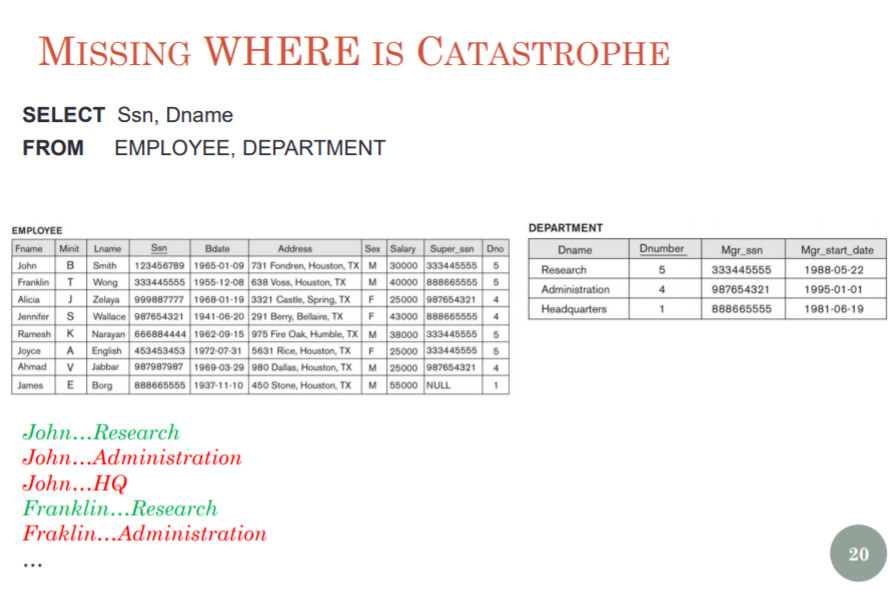 MISSING WHERE IS CATASTROPHE
SELECT Ssn, Dname
FROM EMPLOYEE, DEPARTMENT
EMPLOYEE
Fname Minit Lname Ssn Bdate Address Sex Salary Super_ssn Dno
John B Smith 123456789 1965-01-09 731 Fondren, Houston, TX M 30000 333445555 5
Franklin T Wong 333445555 1955-12-08 638 Voss, Houston, TX M 40000 888665555 5
Alicia J Zelaya 999887777 1968-01-19 3321 Castle, Spring, TX F 25000 987654321 4
Jennifer S Wallace 987654321 1941-06-20 291 Berry, Bellaire, TX F 43000 888665555 4
Ramesh K Narayan 666884444 1962-09-15 975 Fire Oak, Humble, TX M 38000 333445555 5
Joyce A English 453453453 1972-07-31 5631 Rice, Houston, TX F 25000 333445555 5
Ahmad V Jabbar 987987987 1969-03-29 980 Dallas, Houston, TX M 25000 987654321 4
James E Borg 888665555 1937-11-10 450 Stone, Houston, TX M 55000 NULL 1
DEPARTMENT
Dname Dnumber Mgr_ssn Mgr_start_date
Research 5 333445555 1988-05-22
Administration 4 987654321 1995-01-01
Headquarters 1 888665555 1981-06-19
John...Research
John...Administration
John...HQ
Franklin...Research
Fraklin...Administration
...
20